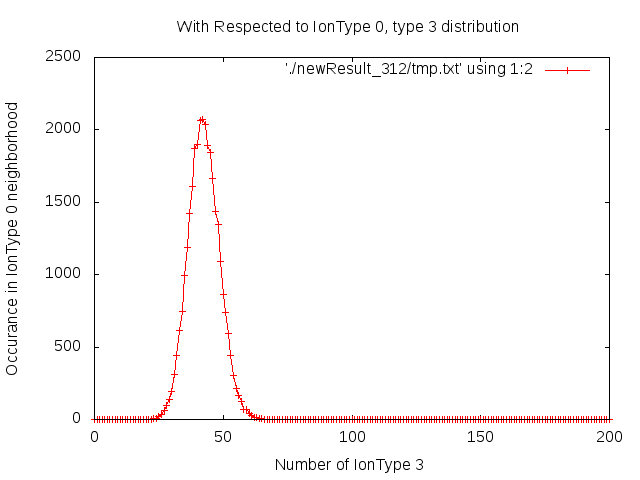 With Respected to IonType 0, type 3 distribution
'./newResult_312/tmp.txt' using 1:2
Occurance in IonType 0 neighborhood
2500
2000
1500
1000
500
0
0 50 100 150 200
Number of IonType 3